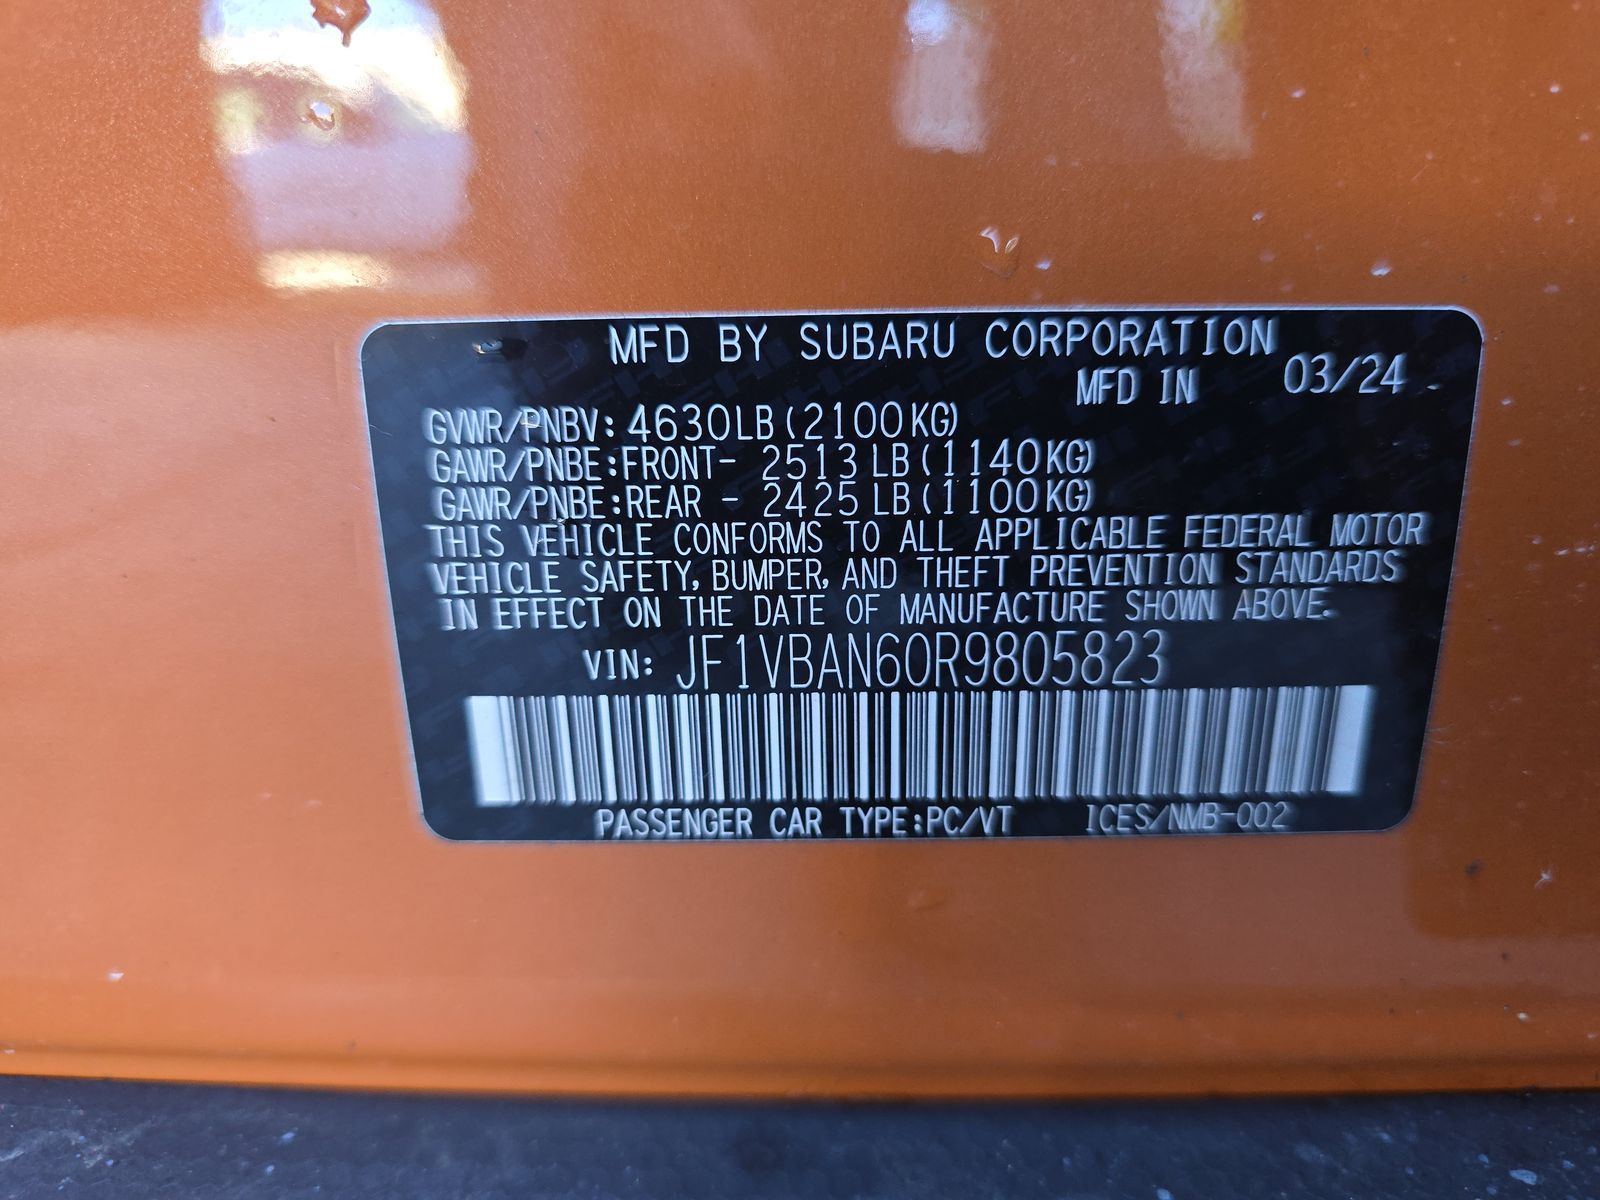 MFD BY SUBARU CORPORATION
MFD IN 03/24
GVWR/PNBV: 4630LB(2100KG)
GAWR/PNBE:FRONT- 2513LB(1140KG)
GAWR/PNBE:REAR - 2425LB(1100KG)
THIS VEHICLE CONFORMS TO ALL APPLICABLE FEDERAL MOTOR
VEHICLE SAFETY, BUMPER, AND THEFT PREVENTION STANDARDS
IN EFFECT ON THE DATE OF MANUFACTURE SHOWN ABOVE.
VIN: JF1VBAN60R9805823
PASSENGER CAR TYPE:PC/VT ICES/NMB-002